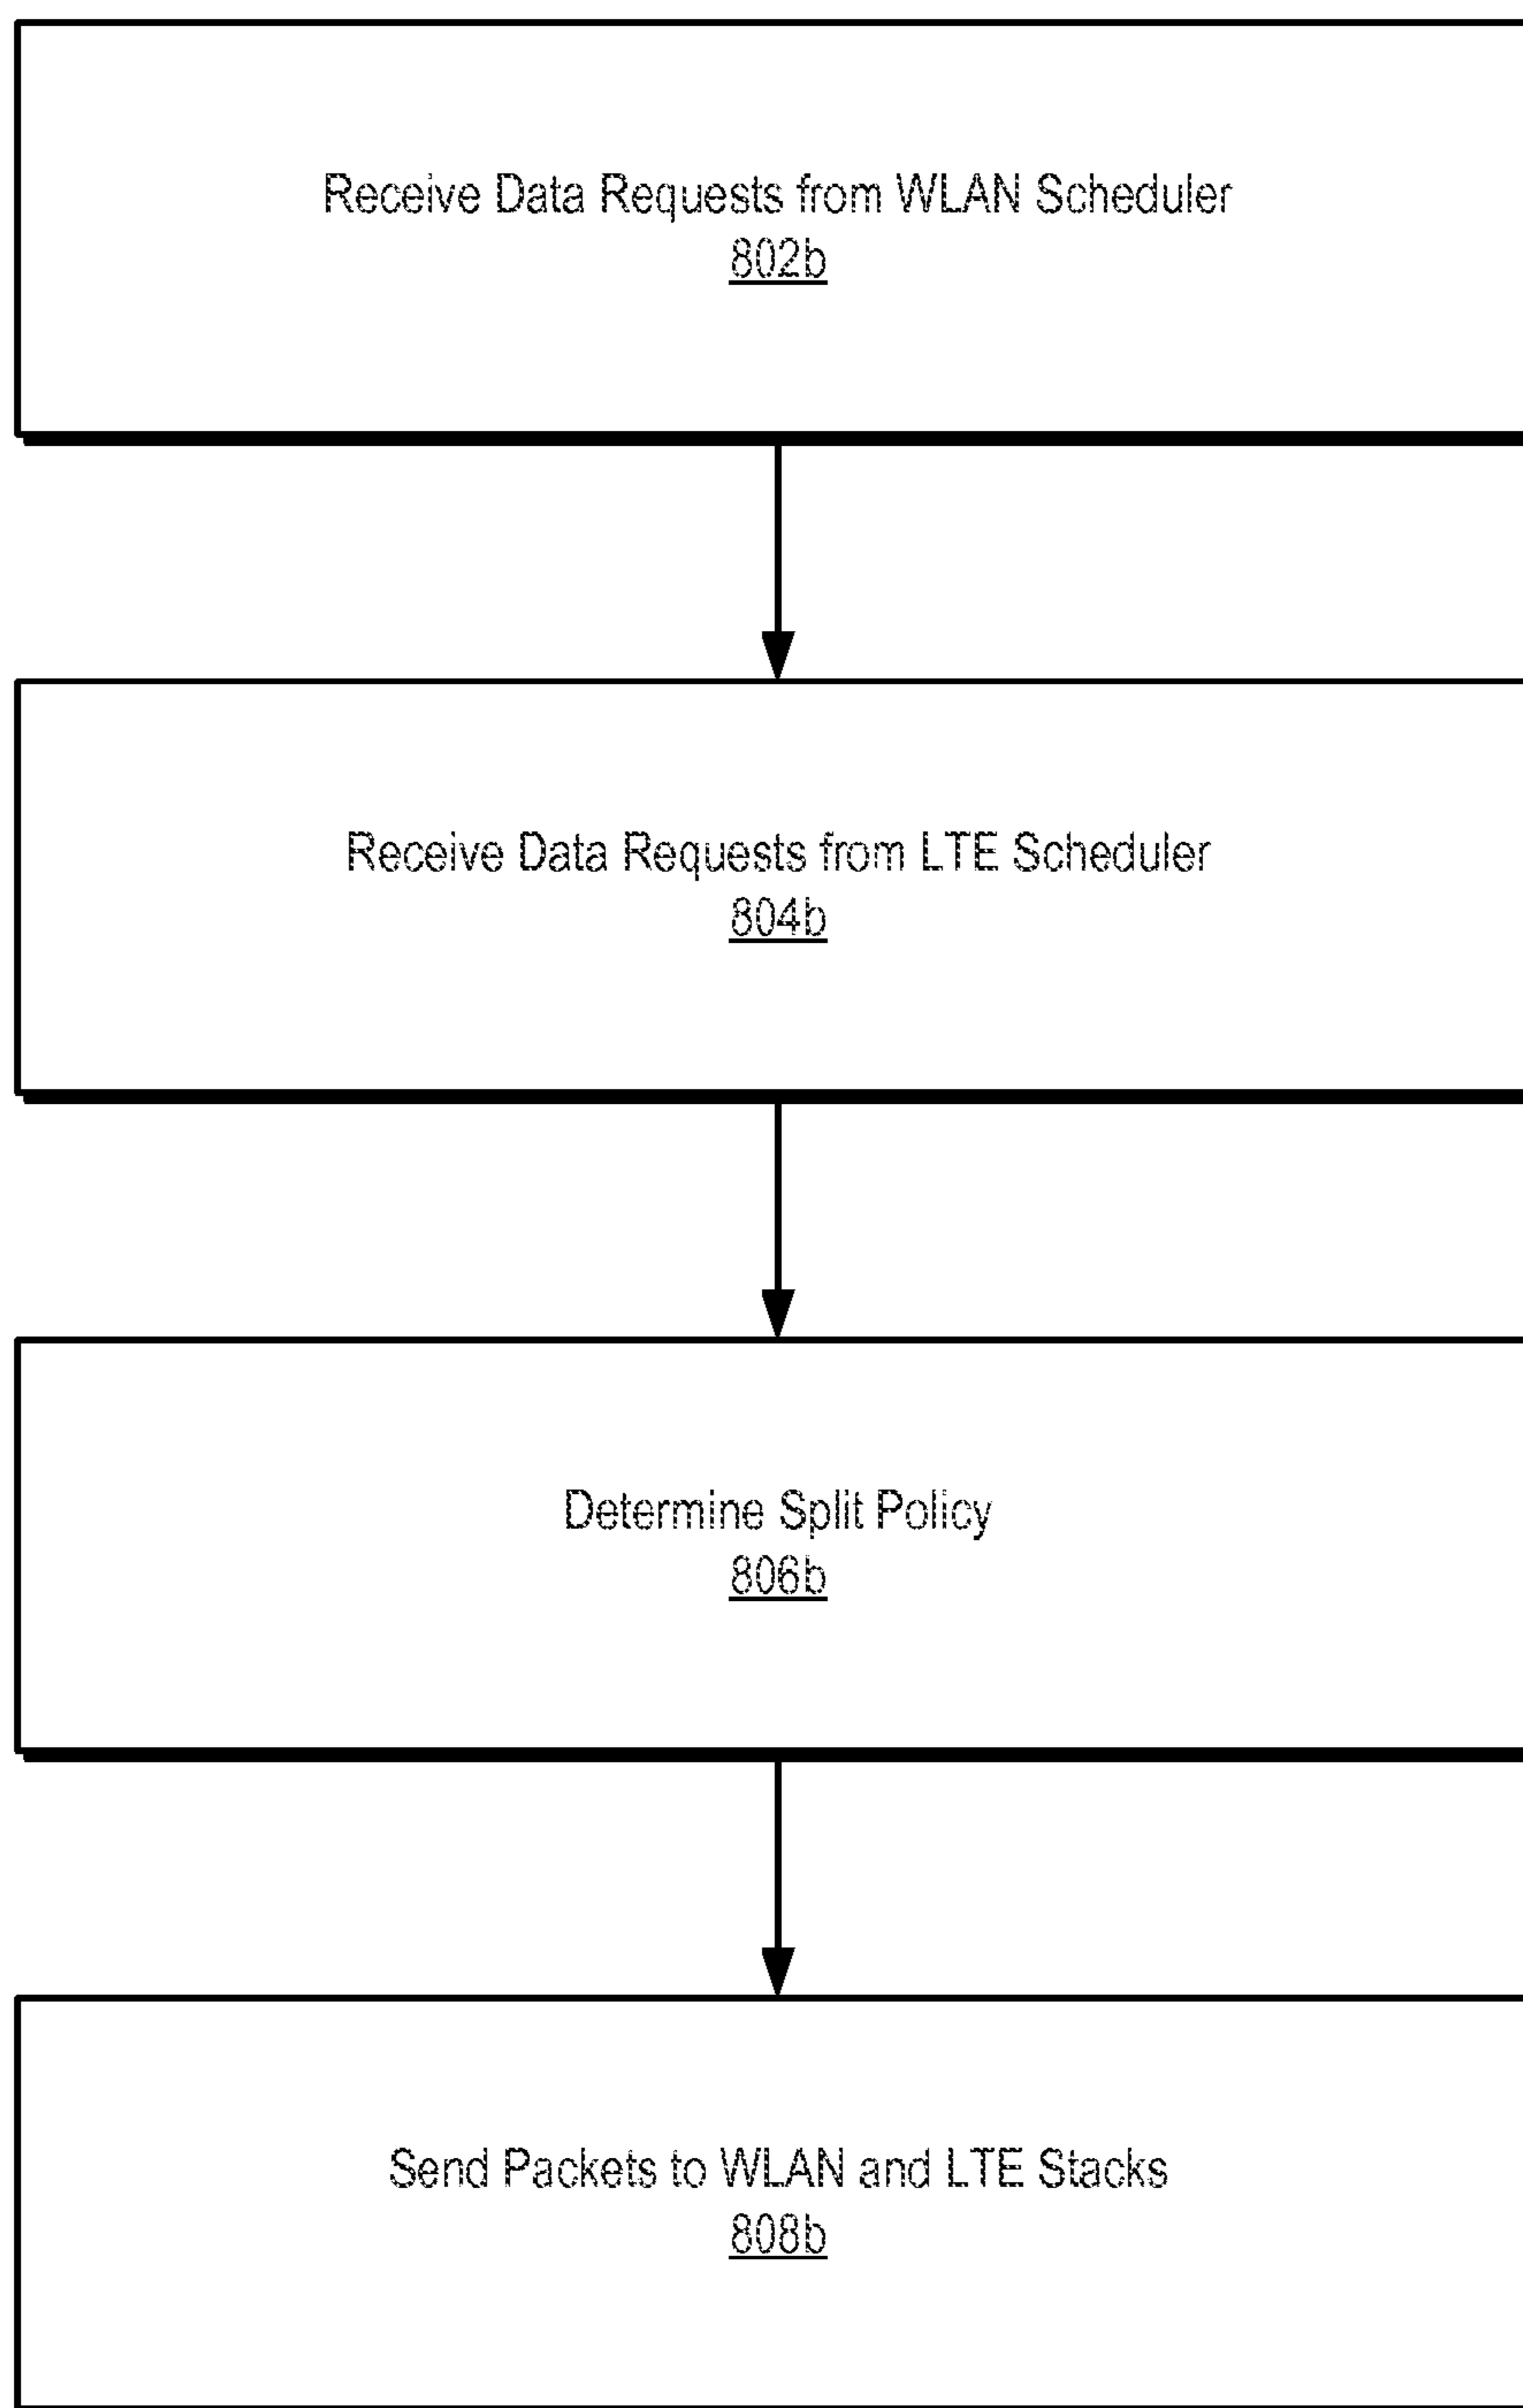 Receive Data Requests from WLAN Scheduler
802b
Receive Data Requests from LTE Scheduler
804b
Determine Split Policy
806b
Send Packets to WLAN and LTE Stacks
808b